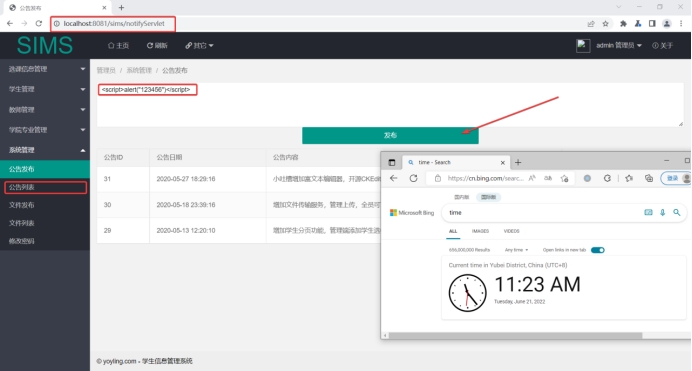 公告发布
localhost:8081/sims/notifyServlet
SIMS
主页
刷新
其它
admin 管理员
关于
选课信息管理
学生管理
教师管理
学院专业管理
系统管理
公告发布
公告列表
文件发布
文件列表
修改密码
管理员 / 系统管理 / 公告发布
<script>alert("123456")</script>
发布
公告ID 公告日期 公告内容
31 2020-05-27 18:29:16 小吐槽增加富文本编辑器，开源CKEdit
30 2020-05-18 23:39:16 增加文件传输服务，管理上传，全员可
29 2020-05-13 12:20:10 增加学生分页功能，管理端添加学生选
© yoyling.com - 学生信息管理系统
time - Search
https://cn.bing.com/searc...
登录
国内版 国际版
Microsoft Bing
time
ALL IMAGES VIDEOS
Results Any time Open links in new tab
Current time in Yubei District, China (UTC+8)
11:23 AM
Tuesday, June 21, 2022